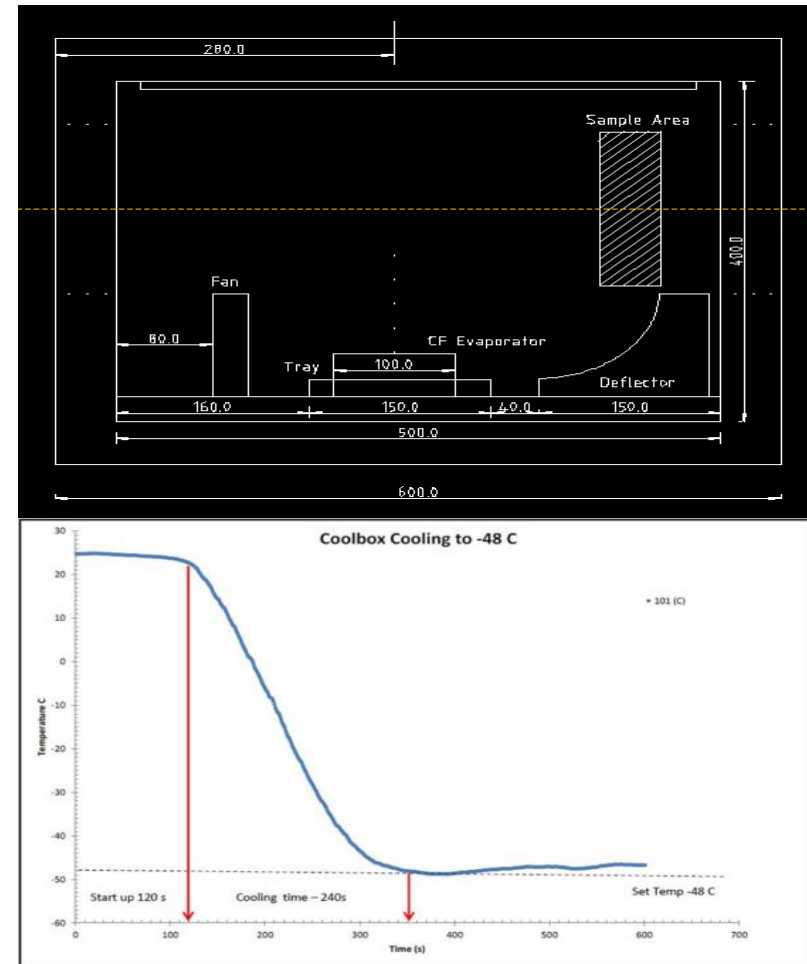 280.0
Sample Area
400.0
Fan
80.0
CF Evaporator
Tray
100.0
Deflector
160.0
150.0
40.0
150.0
500.0
600.0
Coolbox Cooling to -48 C
30
20
10
0
-10
-20
-30
-40
-50
-60
Temperature C
101 (C)
Start up 120 s
Cooling time – 240s
Set Temp -48 C
0
100
200
300
400
500
600
700
Time (s)